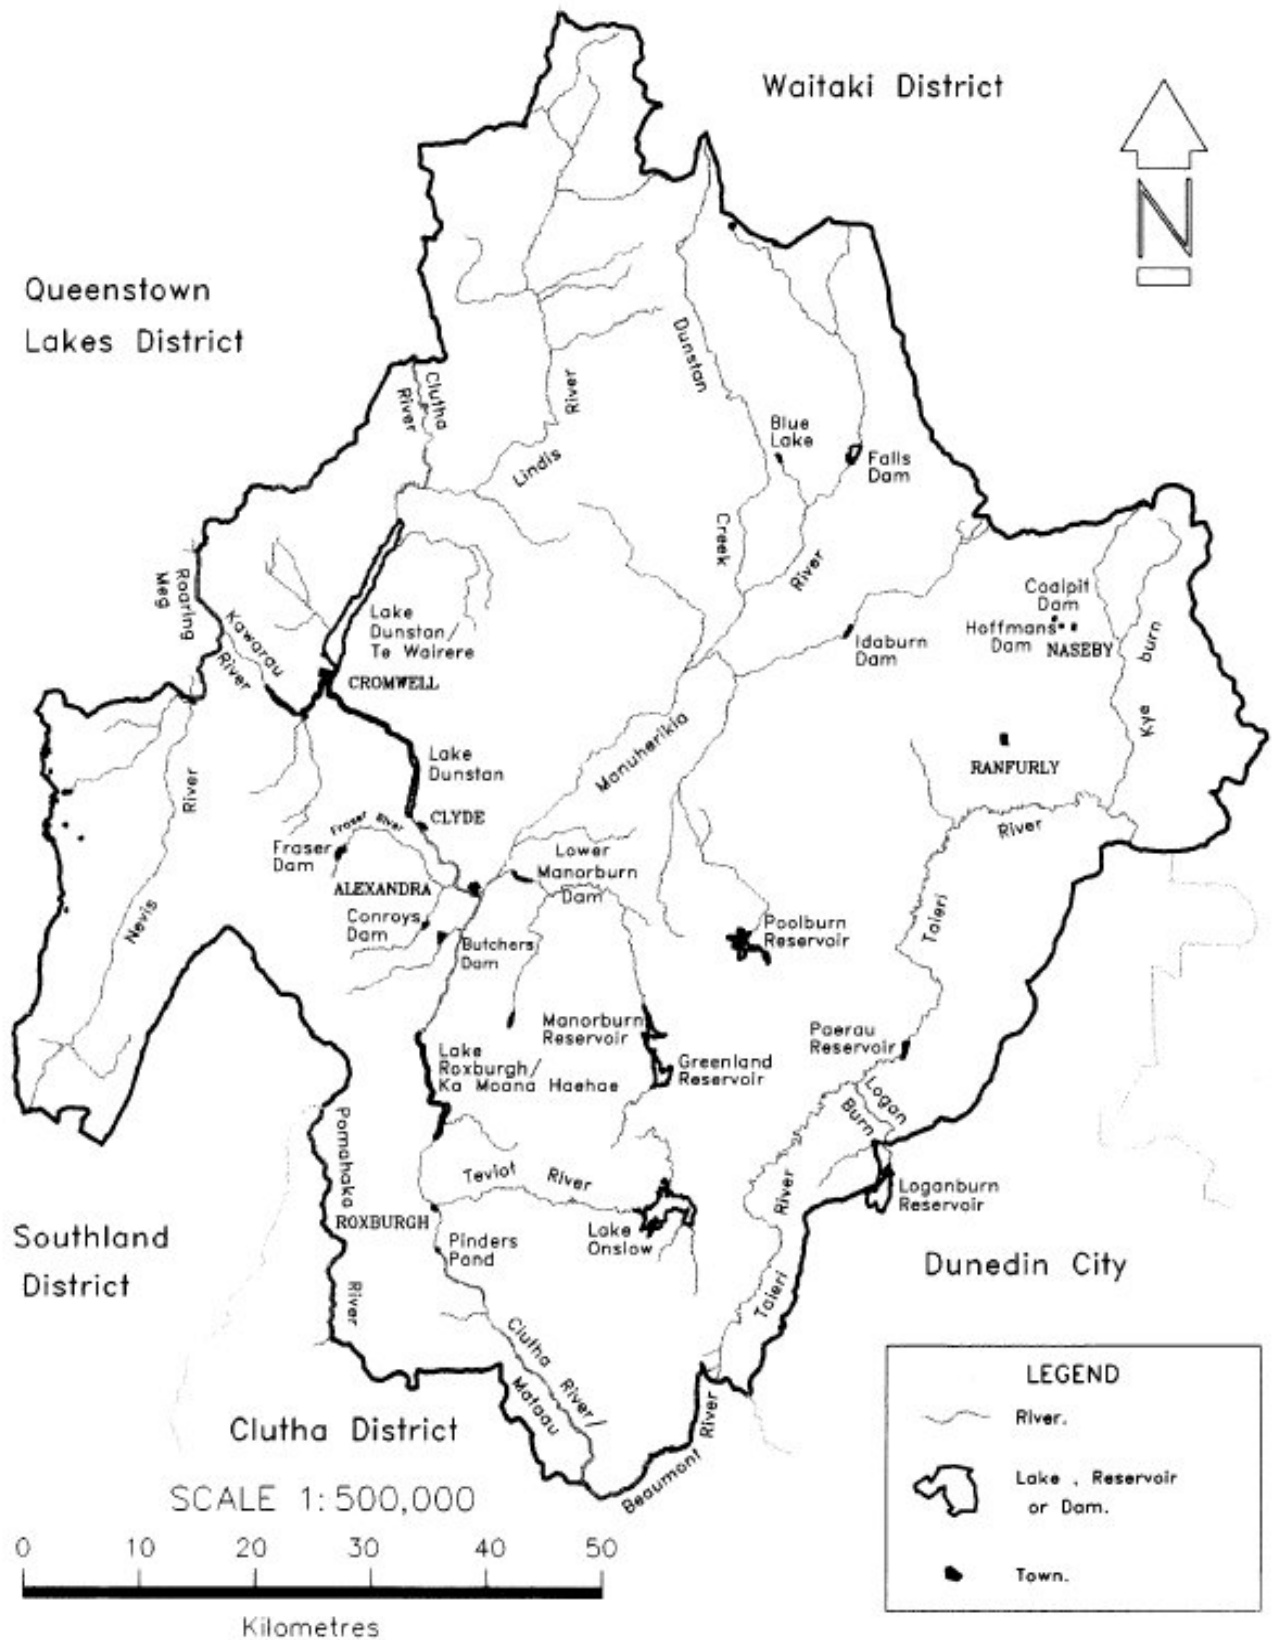 Waitaki District
N
Queenstown
Lakes District
Clutha
River
River
Lindis
Dunstan
Creek
Blue
Lake
Falls
Dam
River
Roaring
Meg
Kawarau
River
Lake
Dunstan/
Te Wairere
CROMWELL
Coalpit
Dam
Hoffmans
Dam
NASEBY
Kye burn
Idaburn
Dam
Manuherikia
RANFURLY
River
Taieri
Lake
Dunstan
CLYDE
Fraser River
Fraser
Dam
River
Nevis
ALEXANDRA
Lower
Manorburn
Dam
Conroys
Dam
Butchers
Dam
Poolburn
Reservoir
Manorburn
Reservoir
Greenland
Reservoir
Paerau
Reservoir
Lake
Roxburgh/
Ka Moana Haehae
Logan
Burn
Pomahaka
River
Teviot River
ROXBURGH
Pinders
Pond
Lake
Onslow
River
Taieri
Loganburn
Reservoir
Southland
District
Dunedin City
Clutha River/
Mataau
Beaumont River
Clutha District
SCALE 1:500,000
0 10 20 30 40 50
Kilometres
LEGEND
River.
Lake , Reservoir
or Dam.
Town.